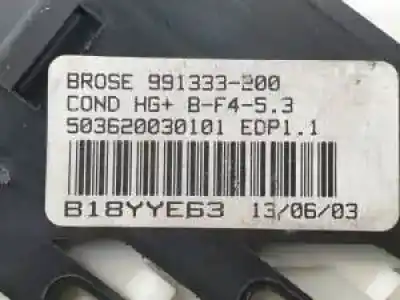 BROSE 991333-200
COND HG+ B-F4-5.3
503620030101 EDP1.1
B18YYE63 13/06/03